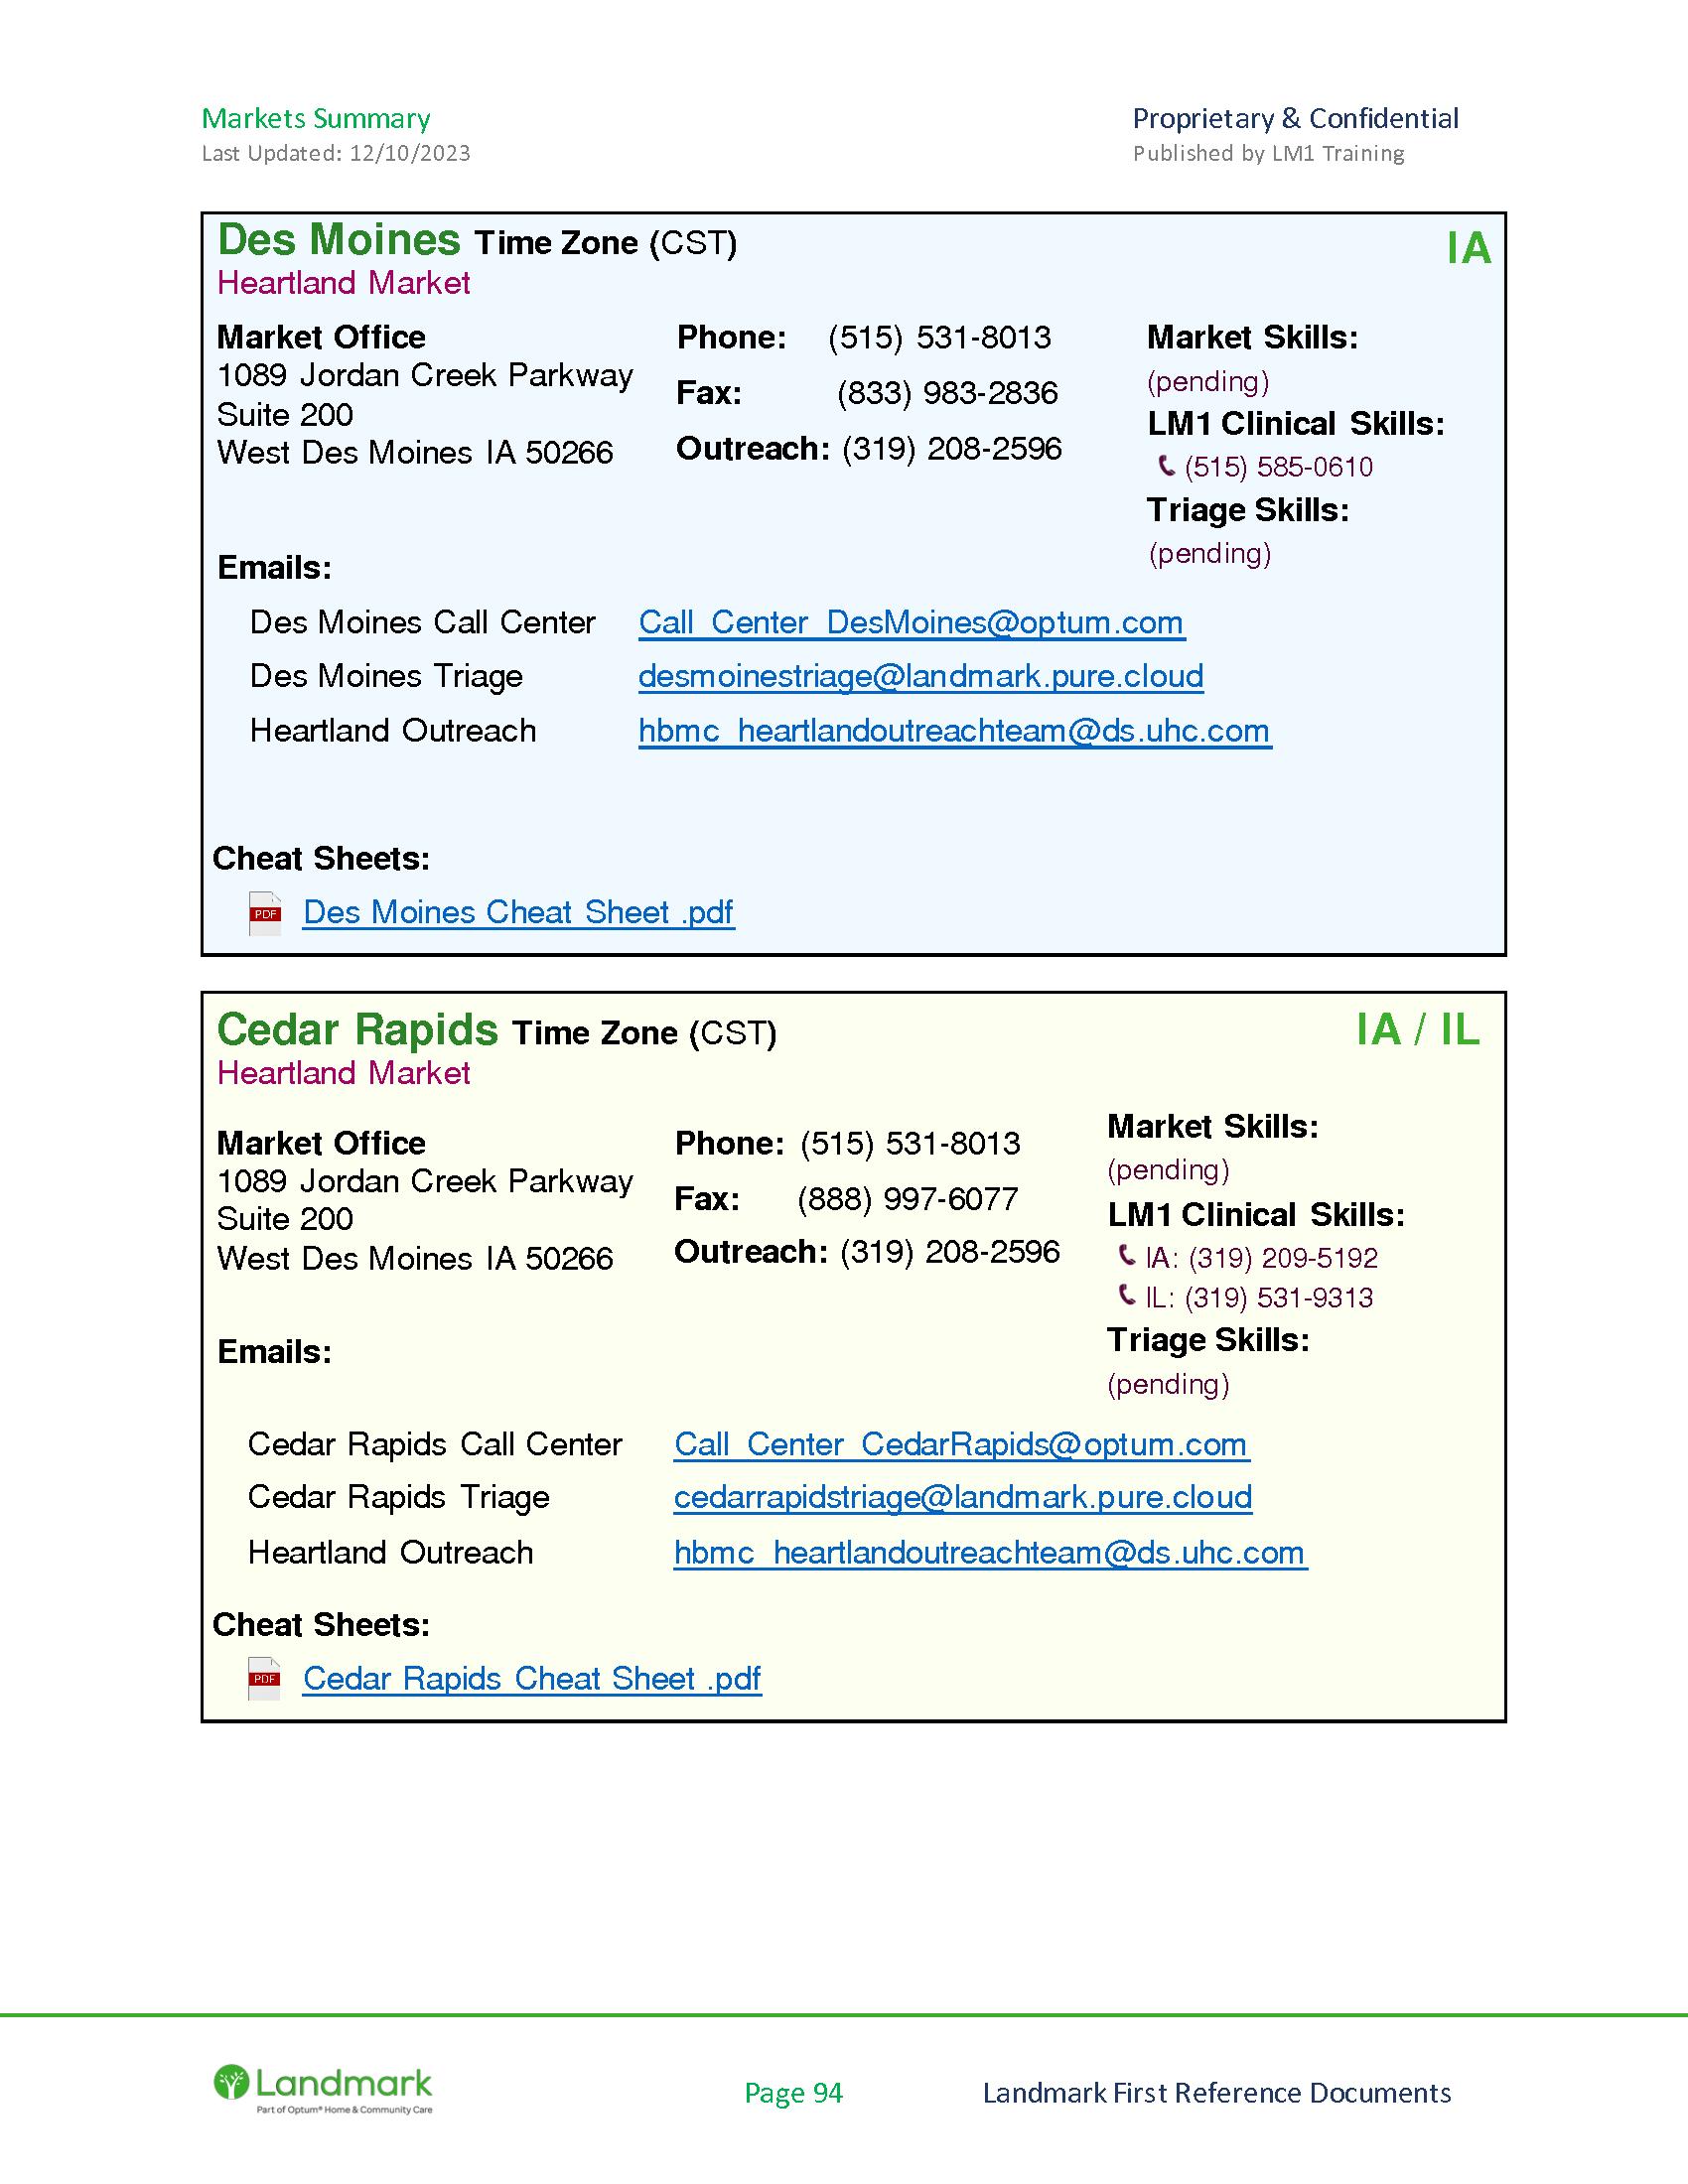 Markets Summary
Last Updated: 12/10/2023
Proprietary & Confidential
Published by LM1 Training
Des Moines Time Zone (CST)
IA
Heartland Market
Market Office
1089 Jordan Creek Parkway
Suite 200
West Des Moines IA 50266
Phone: (515) 531-8013
Fax: (833) 983-2836
Outreach: (319) 208-2596
Market Skills:
(pending)
LM1 Clinical Skills:
(515) 585-0610
Triage Skills:
(pending)
Emails:
Des Moines Call Center Call_Center_DesMoines@optum.com
Des Moines Triage desmoinestriage@landmark.pure.cloud
Heartland Outreach hbmc_heartlandoutreachteam@ds.uhc.com
Cheat Sheets:
PDF Des Moines Cheat Sheet .pdf
Cedar Rapids Time Zone (CST)
IA / IL
Heartland Market
Market Office
1089 Jordan Creek Parkway
Suite 200
West Des Moines IA 50266
Phone: (515) 531-8013
Fax: (888) 997-6077
Outreach: (319) 208-2596
Market Skills:
(pending)
LM1 Clinical Skills:
IA: (319) 209-5192
IL: (319) 531-9313
Triage Skills:
(pending)
Emails:
Cedar Rapids Call Center Call_Center_CedarRapids@optum.com
Cedar Rapids Triage cedarrapidstriage@landmark.pure.cloud
Heartland Outreach hbmc_heartlandoutreachteam@ds.uhc.com
Cheat Sheets:
PDF Cedar Rapids Cheat Sheet .pdf
Landmark
Part of Optum® Home & Community Care
Page 94
Landmark First Reference Documents